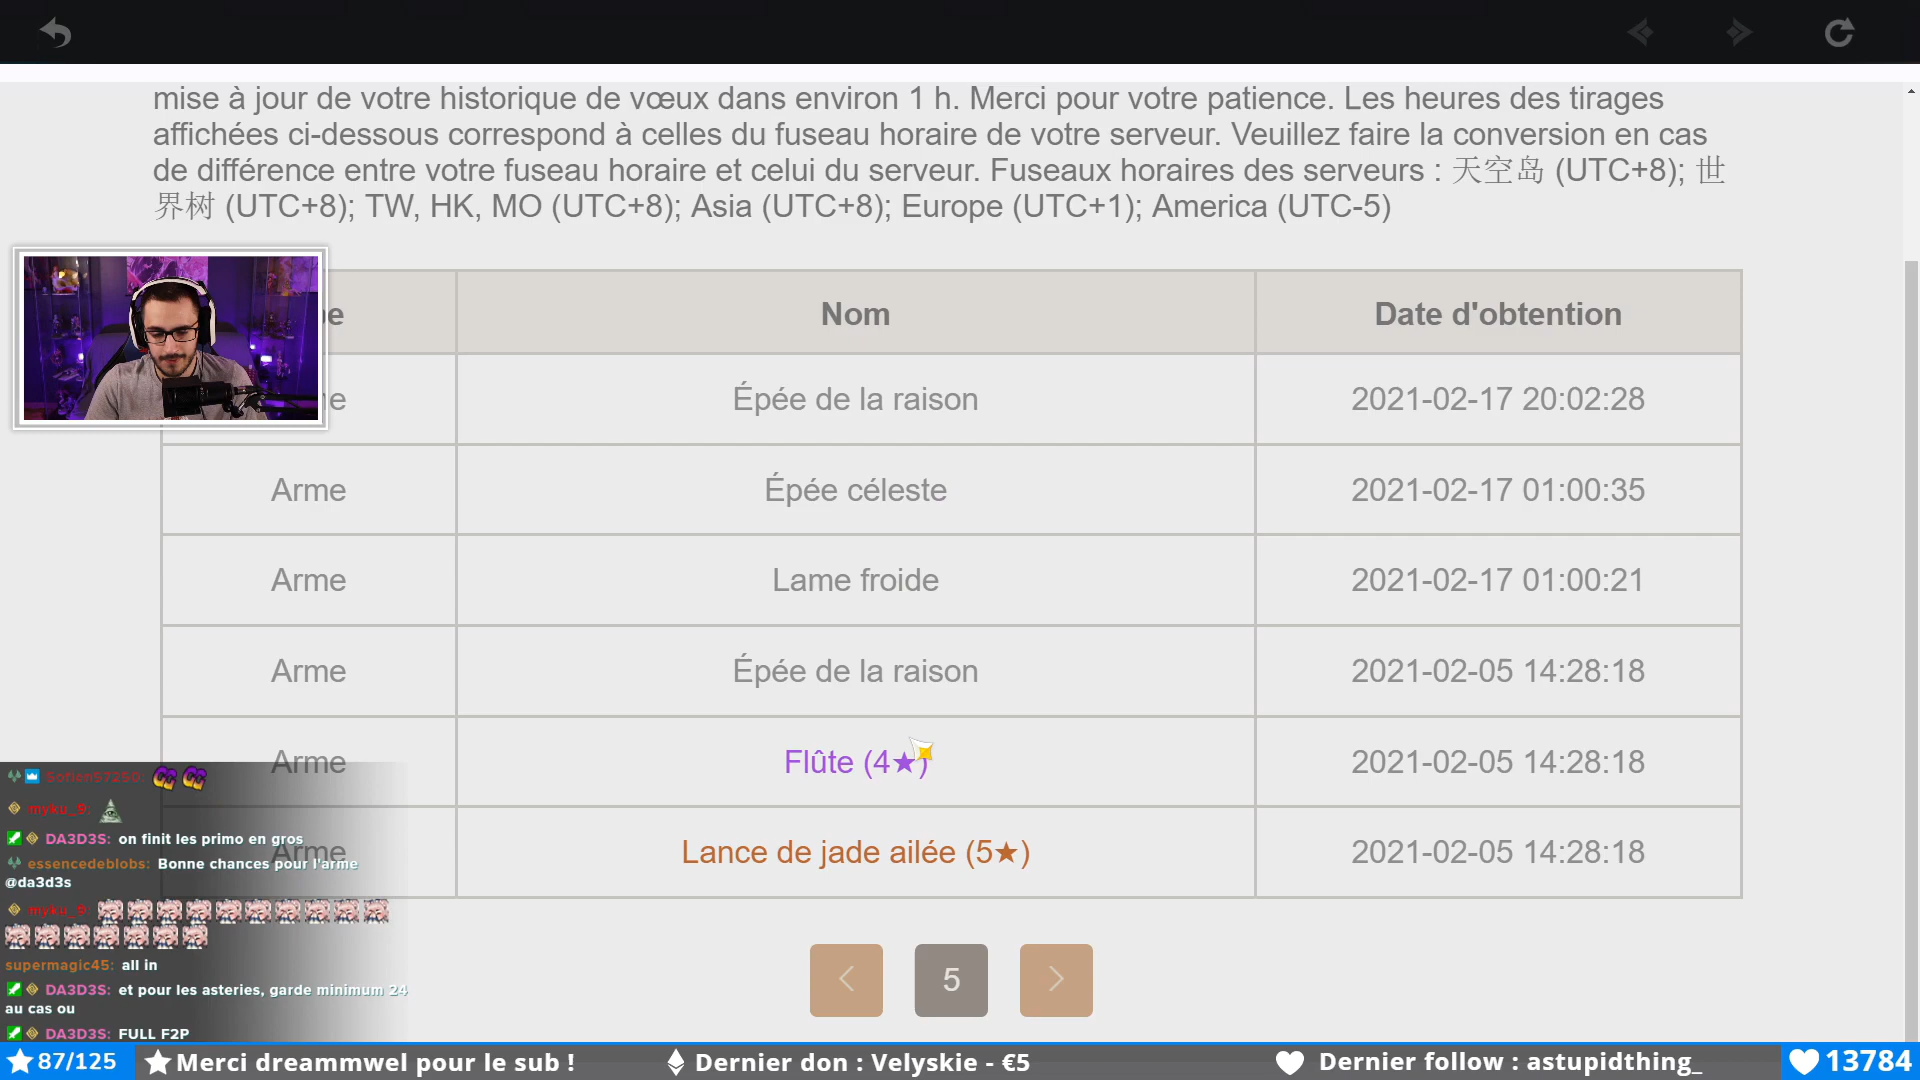 mise à jour de votre historique de vœux dans environ 1 h. Merci pour votre patience. Les heures des tirages
affichées ci-dessous correspond à celles du fuseau horaire de votre serveur. Veuillez faire la conversion en cas
de différence entre votre fuseau horaire et celui du serveur. Fuseaux horaires des serveurs : 天空岛 (UTC+8); 世
界树 (UTC+8); TW, HK, MO (UTC+8); Asia (UTC+8); Europe (UTC+1); America (UTC-5)
Nom Date d'obtention
Épée de la raison 2021-02-17 20:02:28
Arme Épée céleste 2021-02-17 01:00:35
Arme Lame froide 2021-02-17 01:00:21
Arme Épée de la raison 2021-02-05 14:28:18
Arme Flûte (4★) 2021-02-05 14:28:18
Arme Lance de jade ailée (5★) 2021-02-05 14:28:18
5
Sofien57250:
myku_9:
DA3D3S: on finit les primo en gros
essencedeblobs: Bonne chances pour l'arme
@da3d3s
myku_9:
supermagic45: all in
DA3D3S: et pour les asteries, garde minimum 24
au cas ou
DA3D3S: FULL F2P
87/125 Merci dreammwel pour le sub ! Dernier don : Velyskie - €5 Dernier follow : astupidthing_ 13784